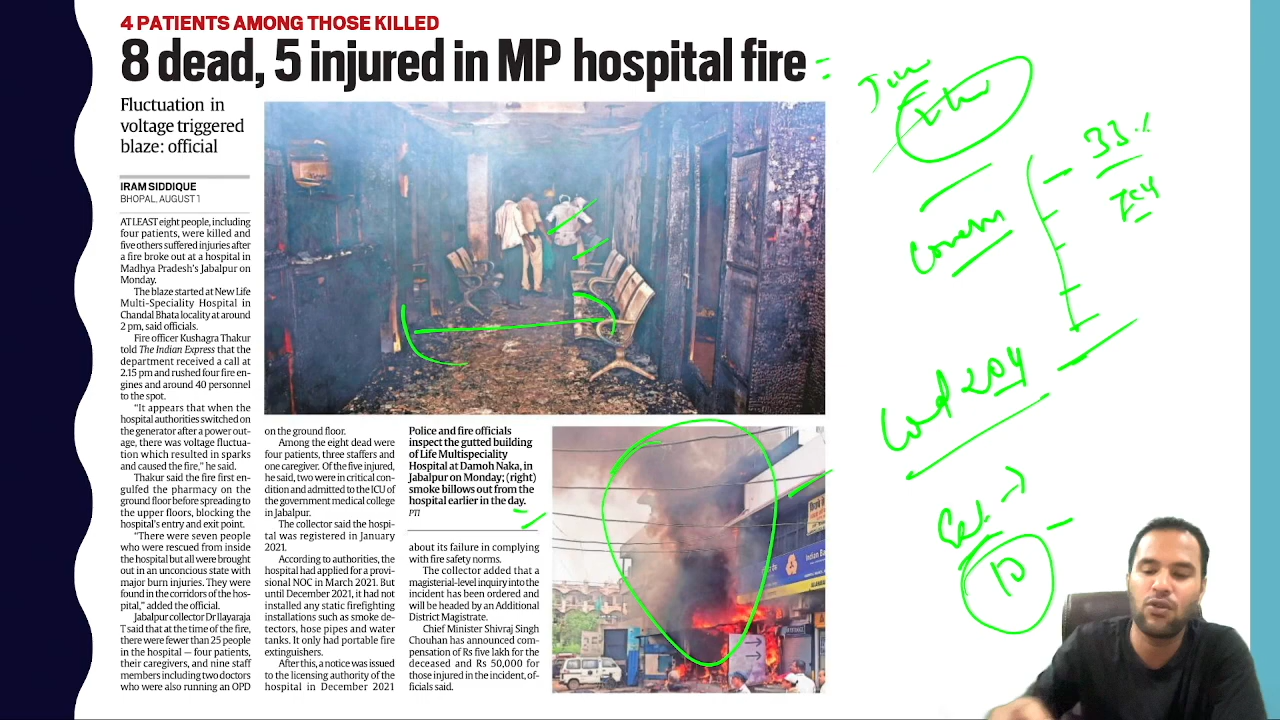 4 PATIENTS AMONG THOSE KILLED
8 dead, 5 injured in MP hospital fire
Fluctuation in
voltage triggered
blaze: official
IRAM SIDDIQUE
BHOPAL, AUGUST 1
AT LEAST eight people, including
four patients, were killed and
five others suffered injuries after
a fire broke out at a hospital in
Madhya Pradesh's Jabalpur on
Monday.
The blaze started at New Life
Multi-Speciality Hospital in
Chandal Bhata locality at around
2 pm, said officials.
Fire officer Kushagra Thakur
told The Indian Express that the
department received a call at
2.15 pm and rushed four fire en-
gines and around 40 personnel
to the spot.
"It appears that when the
hospital authorities switched on
the generator after a power out-
age, there was voltage fluctua-
tion which resulted in sparks
and caused the fire," he said.
Thakur said the fire first en-
gulfed the pharmacy on the
ground floor before spreading to
the upper floors, blocking the
hospital's entry and exit point.
"There were seven people
who were rescued from inside
the hospital but all were brought
out in an unconcious state with
major burn injuries. They were
found in the corridors of the hos-
pital," added the official.
Jabalpur collector Dr Ilayaraja
T said that at the time of the fire,
there were fewer than 25 people
in the hospital — four patients,
their caregivers, and nine staff
members including two doctors
who were also running an OPD
on the ground floor.
Among the eight dead were
four patients, three staffers and
one caregiver. Of the five injured,
he said, two were in critical con-
dition and admitted to the ICU of
the government medical college
in Jabalpur.
The collector said the hospi-
tal was registered in January
2021.
According to authorities, the
hospital had applied for a provi-
sional NOC in March 2021. But
until December 2021, it had not
installed any static firefighting
installations such as smoke de-
tectors, hose pipes and water
tanks. It only had portable fire
extinguishers.
After this, a notice was issued
to the licensing authority of the
hospital in December 2021
Police and fire officials
inspect the gutted building
of Life Multispeciality
Hospital at Damoh Naka, in
Jabalpur on Monday; (right)
smoke billows out from the
hospital earlier in the day.
PTI
about its failure in complying
with fire safety norms.
The collector added that a
magisterial-level inquiry into the
incident has been ordered and
will be headed by an Additional
District Magistrate.
Chief Minister Shivraj Singh
Chouhan has announced com-
pensation of Rs five lakh for the
deceased and Rs 50,000 for
those injured in the incident, of-
ficials said.
33%